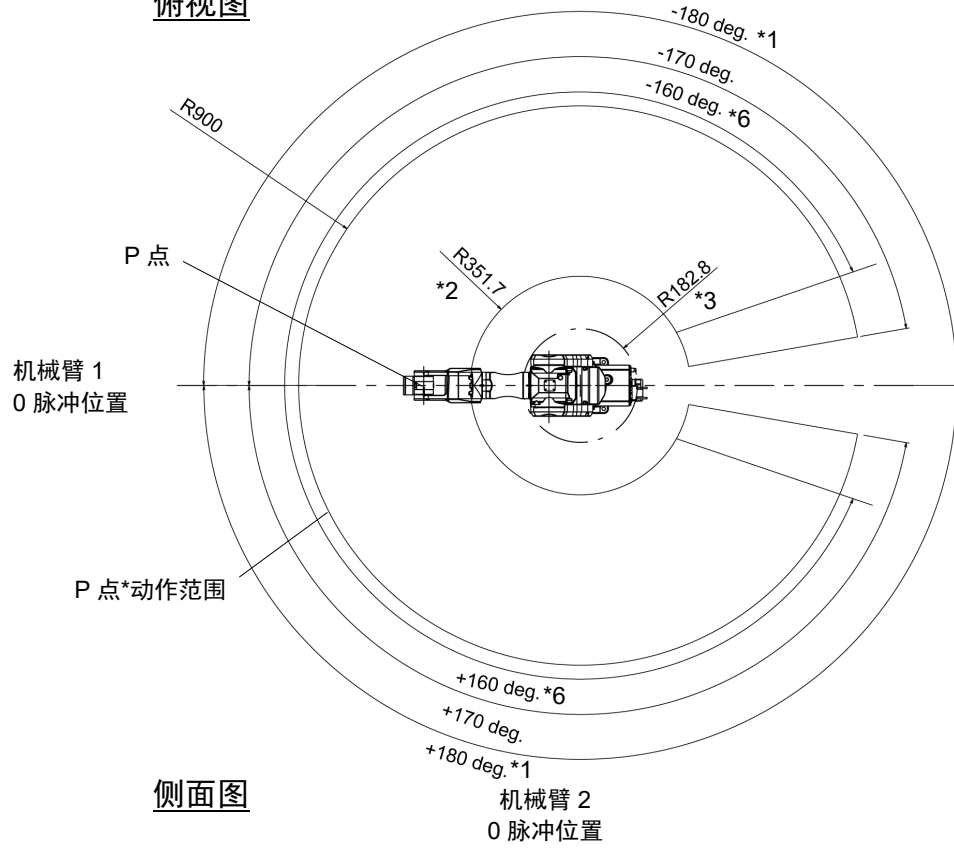 俯视图
-180 deg. *1
-170 deg.
-160 deg. *6
R900
P 点
R351.7
*2
R182.8
*3
机械臂 1
0 脉冲位置
P 点*动作范围
+160 deg. *6
+170 deg.
+180 deg. *1
侧面图
机械臂 2
0 脉冲位置